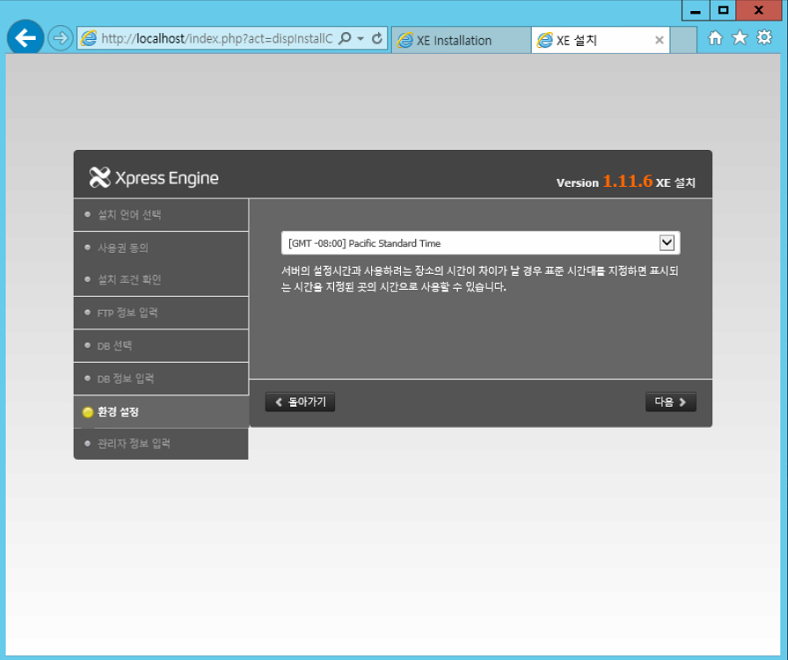 http://localhost/index.php?act=dispInstallC
XE Installation
XE 설치
Xpress Engine
Version 1.11.6 XE 설치
설치 언어 선택
사용권 동의
설치 조건 확인
FTP 정보 입력
DB 선택
DB 정보 입력
환경 설정
관리자 정보 입력
[GMT -08:00] Pacific Standard Time
서버의 설정시간과 사용하려는 장소의 시간이 차이가 날 경우 표준 시간대를 지정하면 표시되
는 시간을 지정된 곳의 시간으로 사용할 수 있습니다.
돌아가기
다음